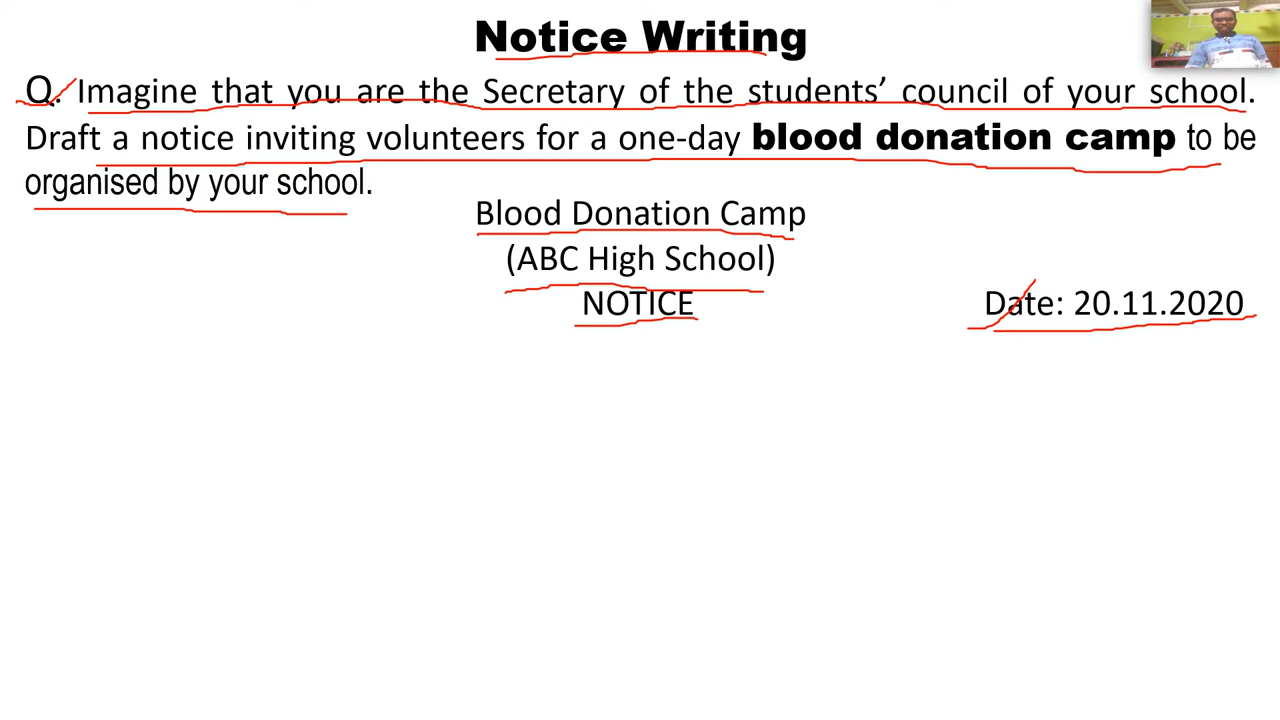 Notice Writing
Q. Imagine that you are the Secretary of the students’ council of your school.
Draft a notice inviting volunteers for a one-day blood donation camp to be
organised by your school.
Blood Donation Camp
(ABC High School)
NOTICE Date: 20.11.2020